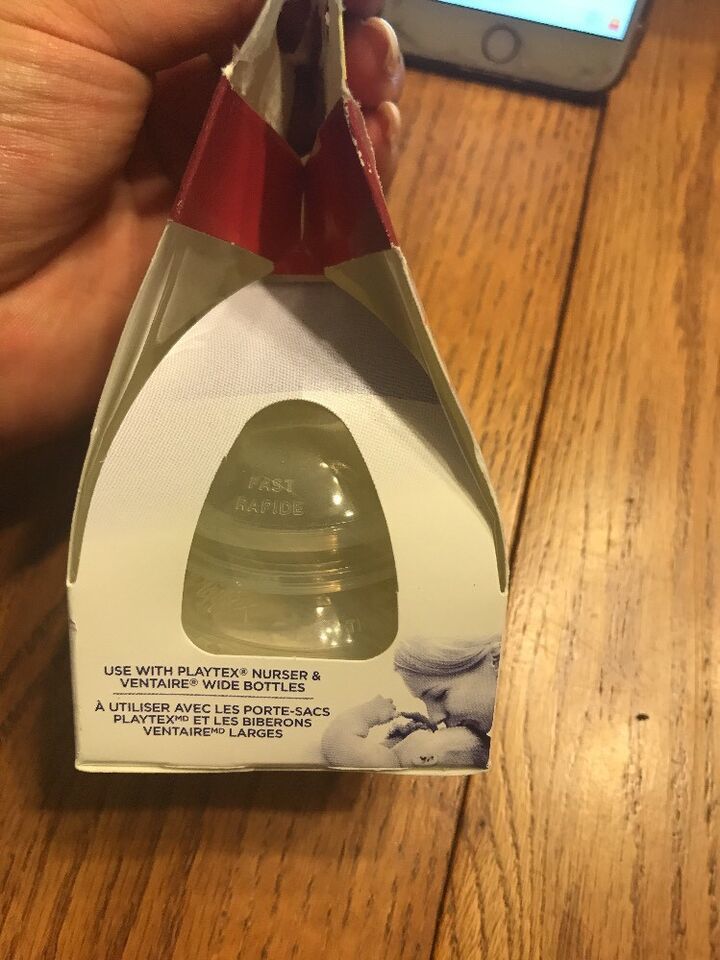 FAST
RAPIDE
USE WITH PLAYTEX® NURSER &
VENTAIRE® WIDE BOTTLES
À UTILISER AVEC LES PORTE-SACS
PLAYTEXᴹᴰ ET LES BIBERONS
VENTAIREᴹᴰ LARGES